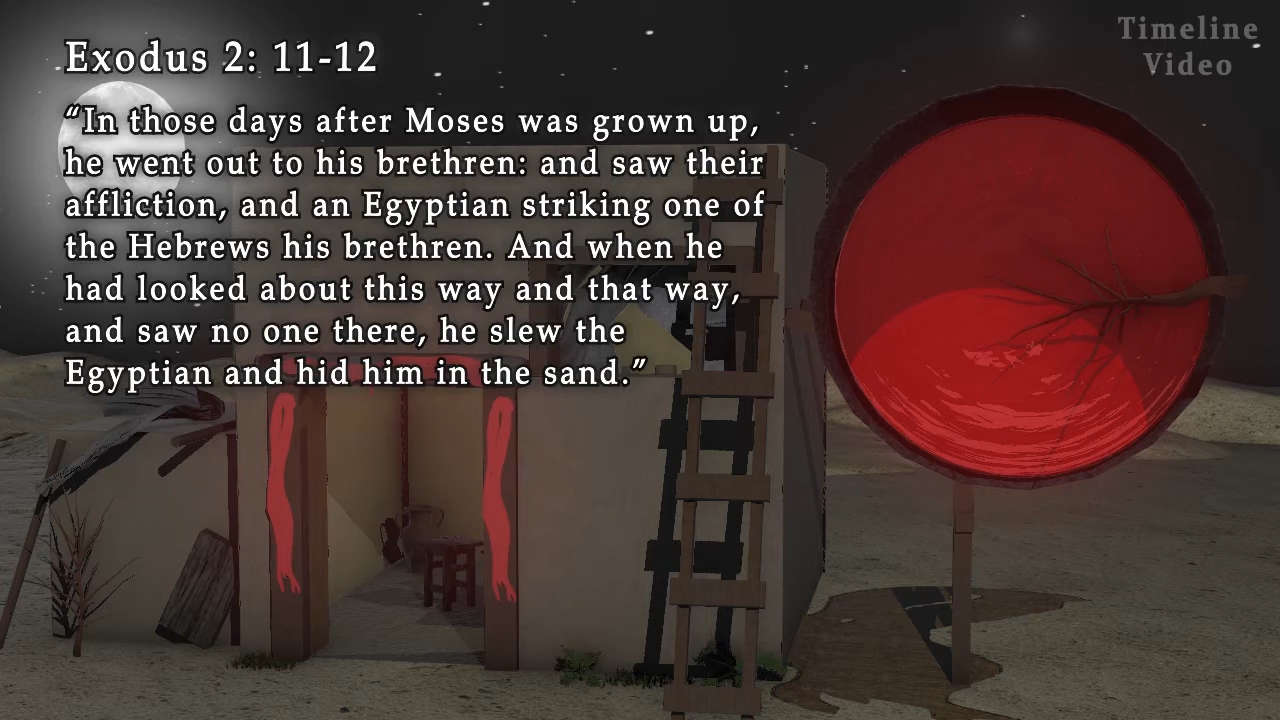 Exodus 2: 11-12
“In those days after Moses was grown up,
he went out to his brethren: and saw their
affliction, and an Egyptian striking one of
the Hebrews his brethren. And when he
had looked about this way and that way,
and saw no one there, he slew the
Egyptian and hid him in the sand.”
Timeline
Video